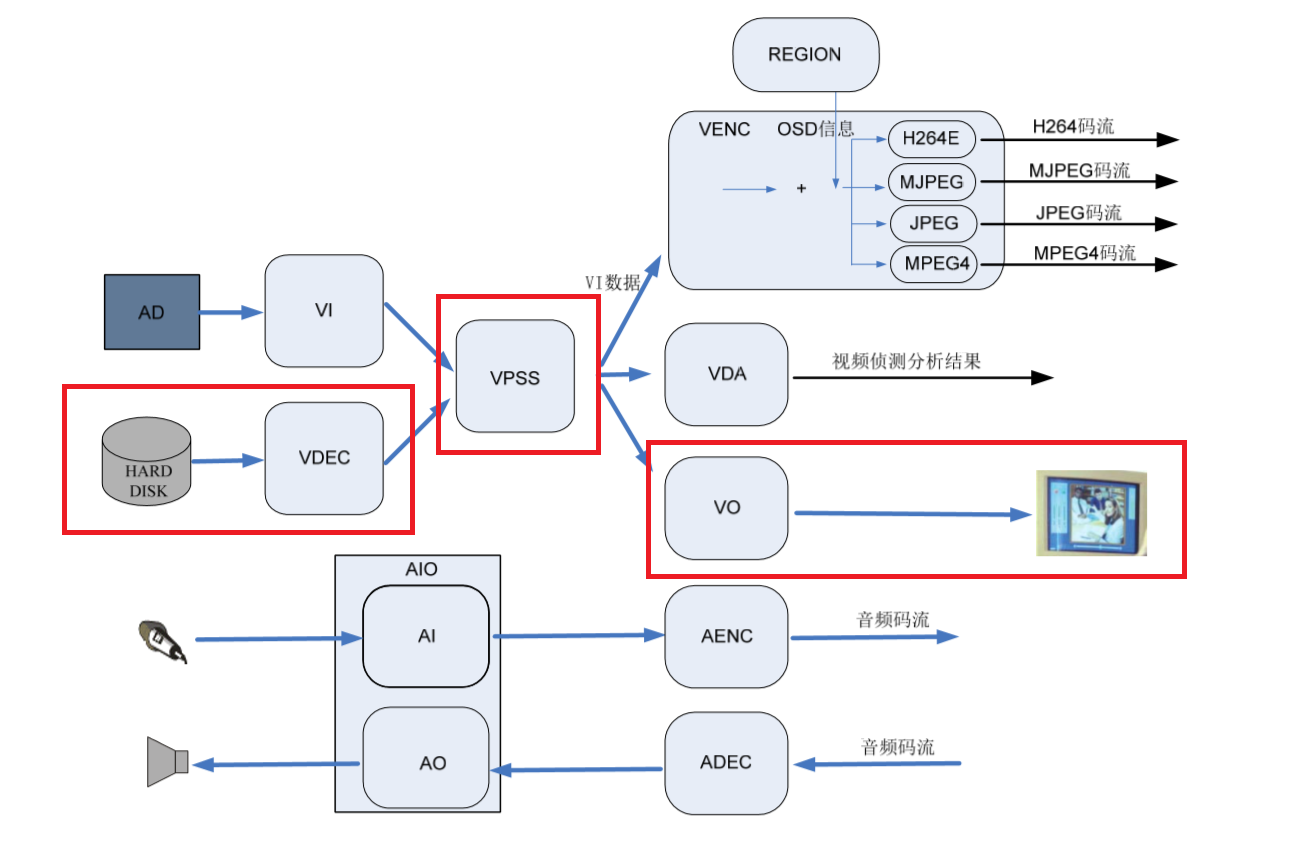 REGION
VENC OSD信息
H264E
H264码流
MJPEG
MJPEG码流
+
JPEG
JPEG码流
MPEG4
MPEG4码流
VI数据
AD
VI
VPSS
VDA
视频侦测分析结果
HARD
DISK
VDEC
VO
AIO
AI
AENC
音频码流
AO
ADEC
音频码流